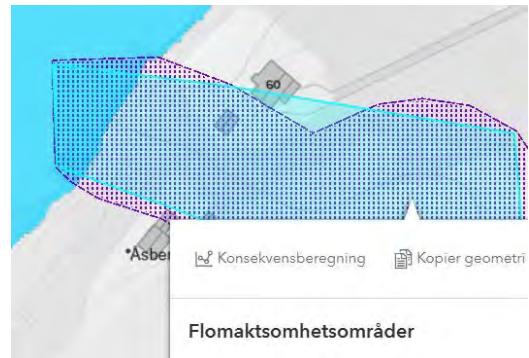 60
•Åsber
Konsekvensberegning
Kopier geometri
Flomaktsomhetsområder